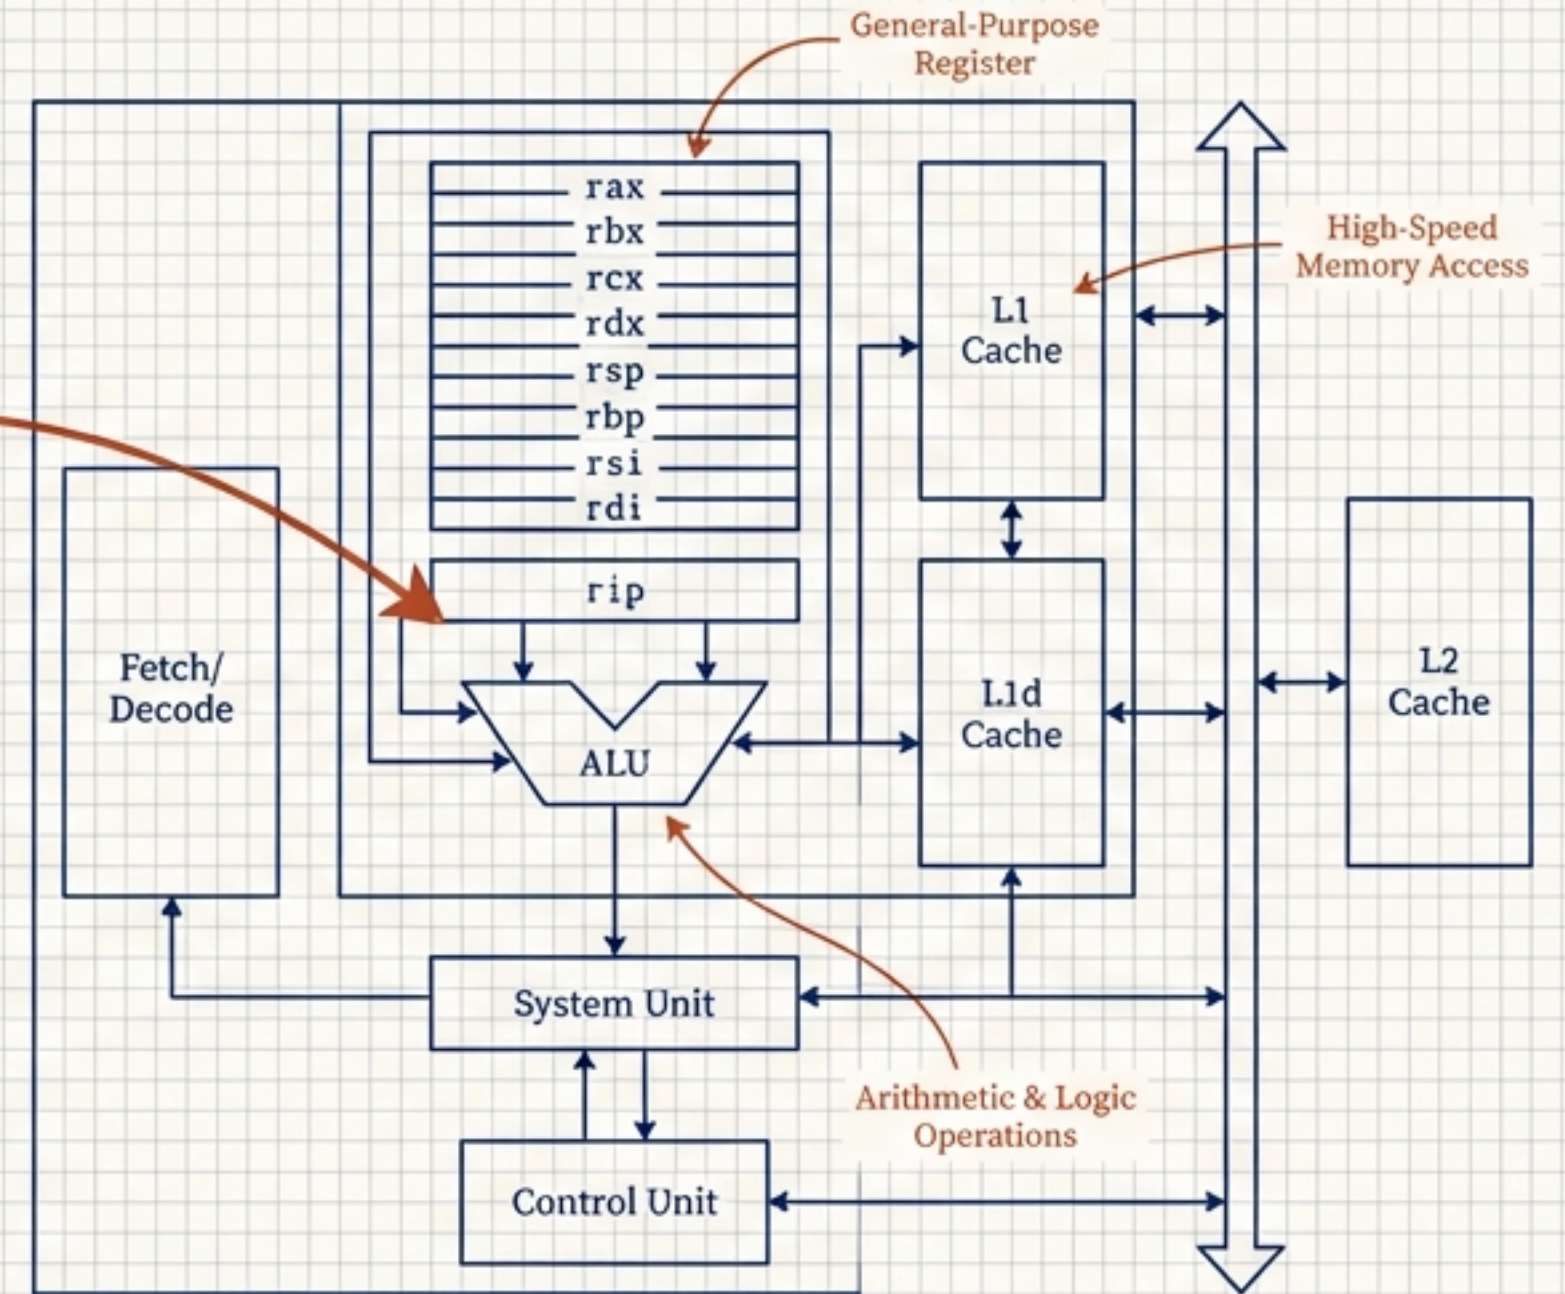 General-Purpose
Register
rax
rbx
rcx
rdx
rsp
rbp
rsi
rdi
rip
ALU
Fetch/
Decode
L1
Cache
High-Speed
Memory Access
L1d
Cache
L2
Cache
System Unit
Arithmetic & Logic
Operations
Control Unit